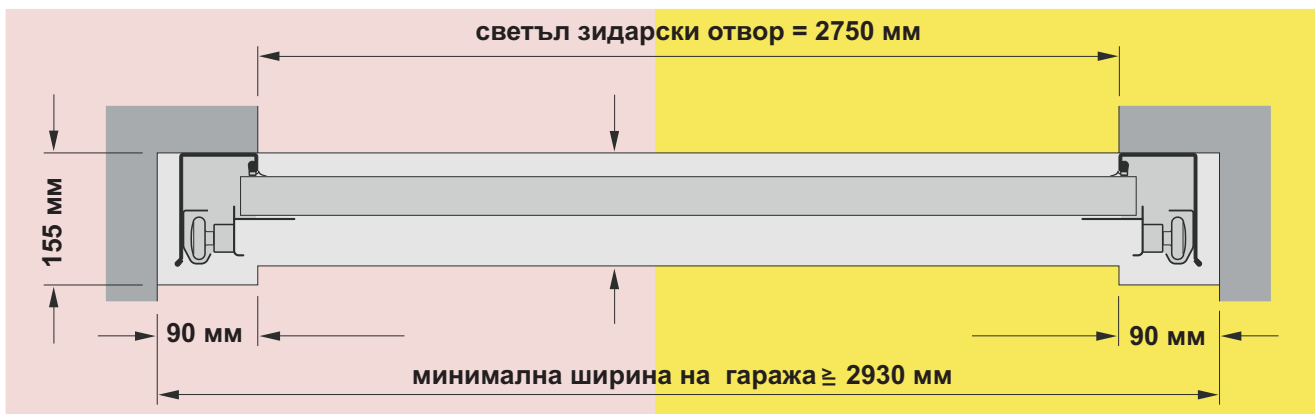 светъл зидарски отвор = 2750 мм
155 мм
90 мм
90 мм
минимална ширина на гаража ≧ 2930 мм